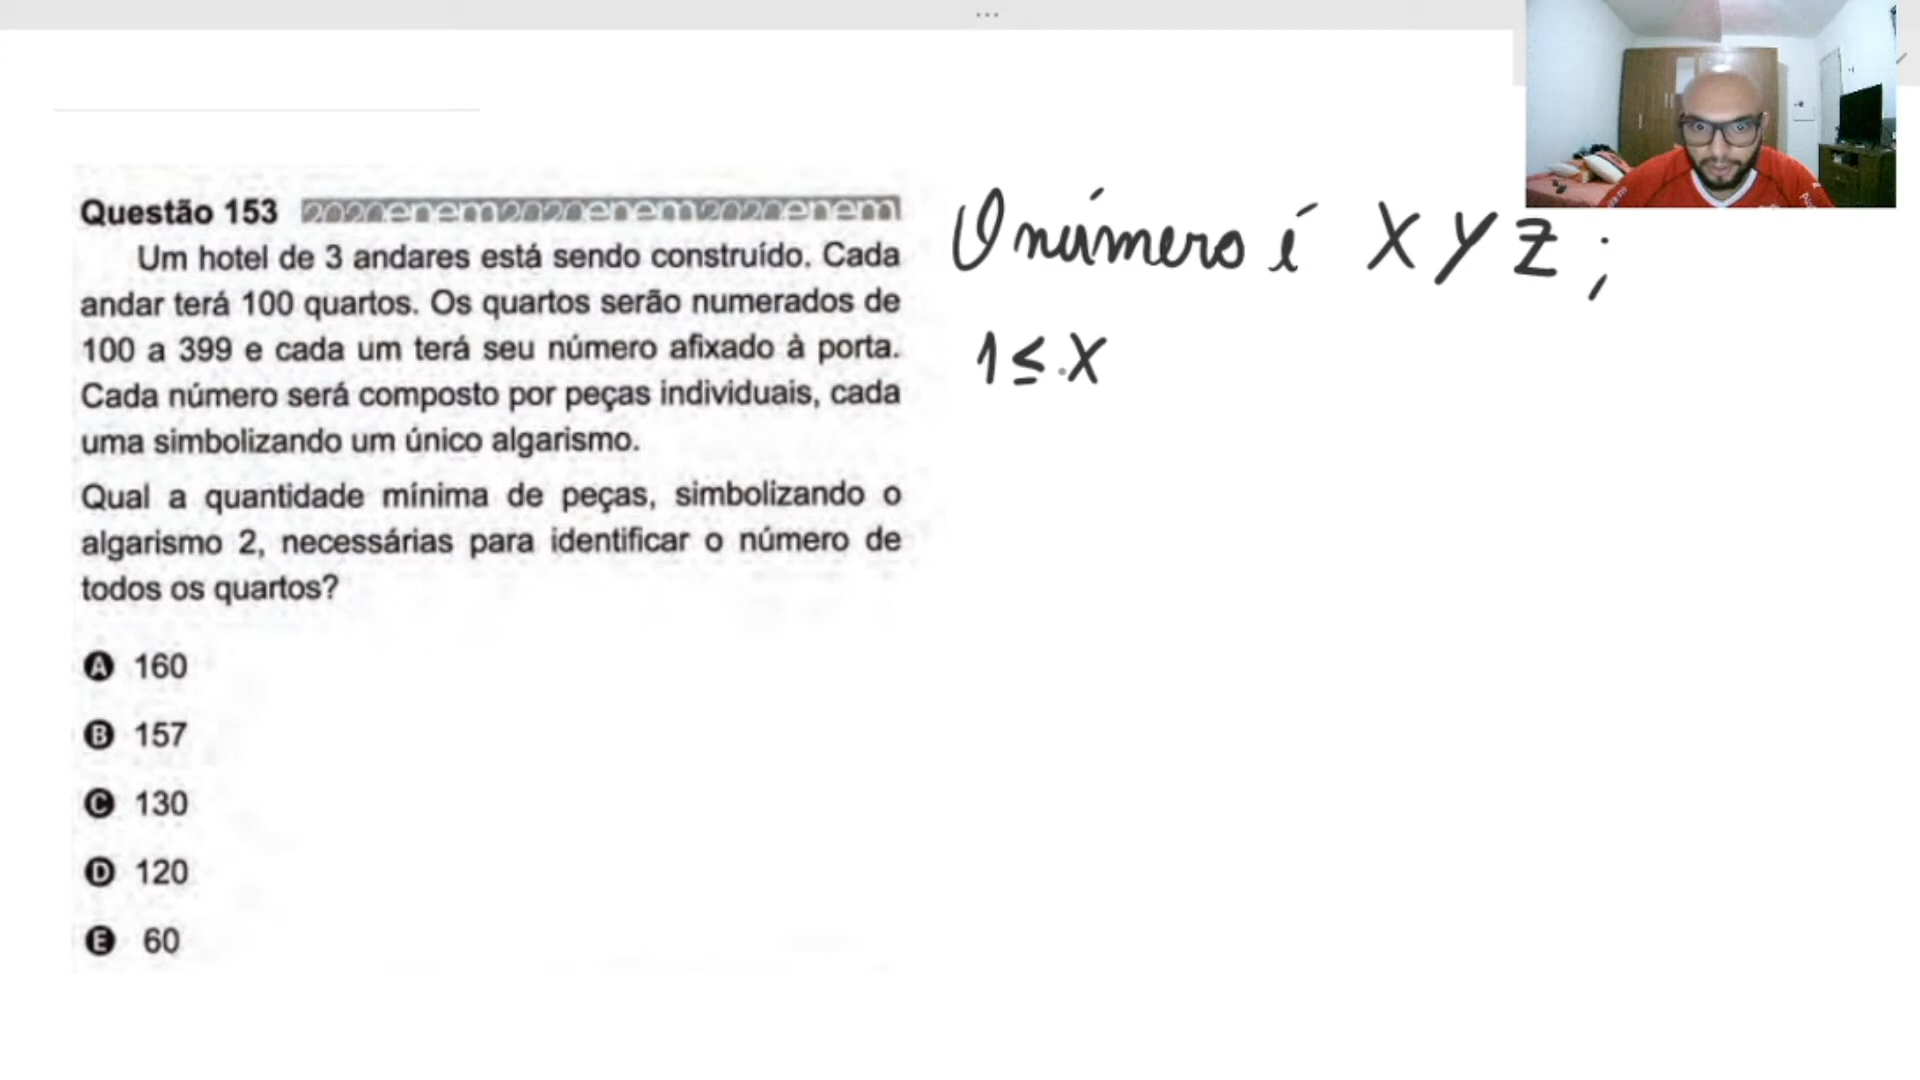 Questão 153 2020enem2020enem2020enem
Um hotel de 3 andares está sendo construído. Cada
andar terá 100 quartos. Os quartos serão numerados de
100 a 399 e cada um terá seu número afixado à porta.
Cada número será composto por peças individuais, cada
uma simbolizando um único algarismo.
Qual a quantidade mínima de peças, simbolizando o
algarismo 2, necessárias para identificar o número de
todos os quartos?
A 160
B 157
C 130
D 120
E 60
O número é X Y Z ;
1 ≤ X